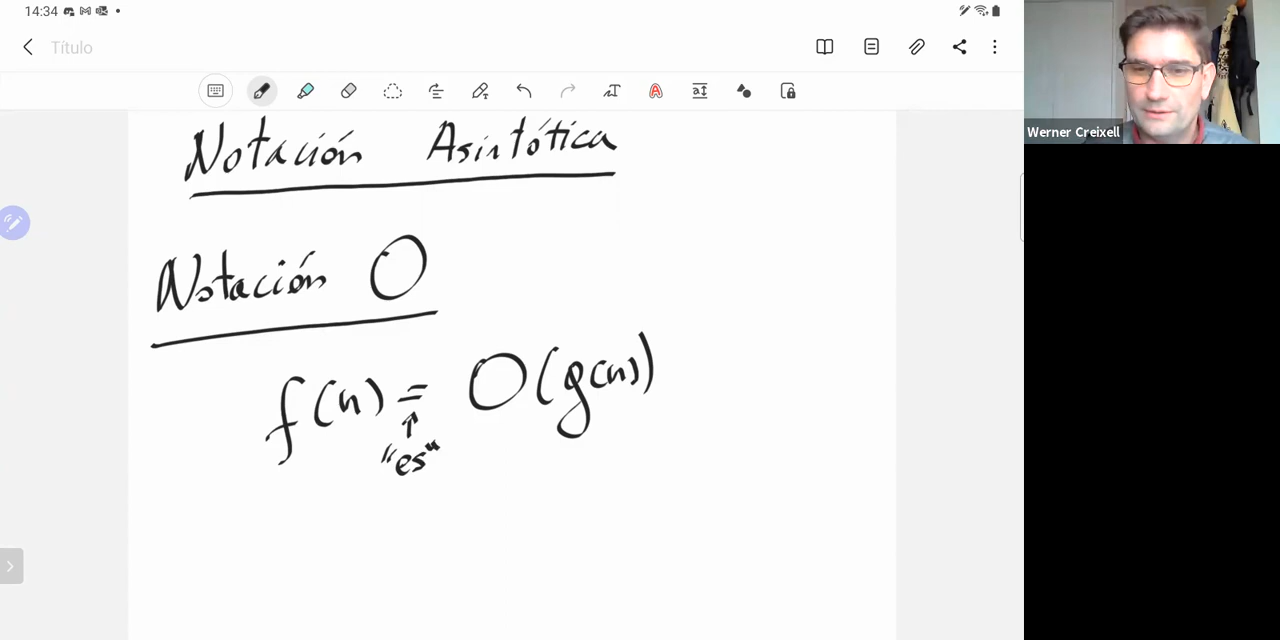 14:34
Título
Werner Creixell
Notación Asintótica
Notación O
f(n) = O(g(n))
↑
"es"